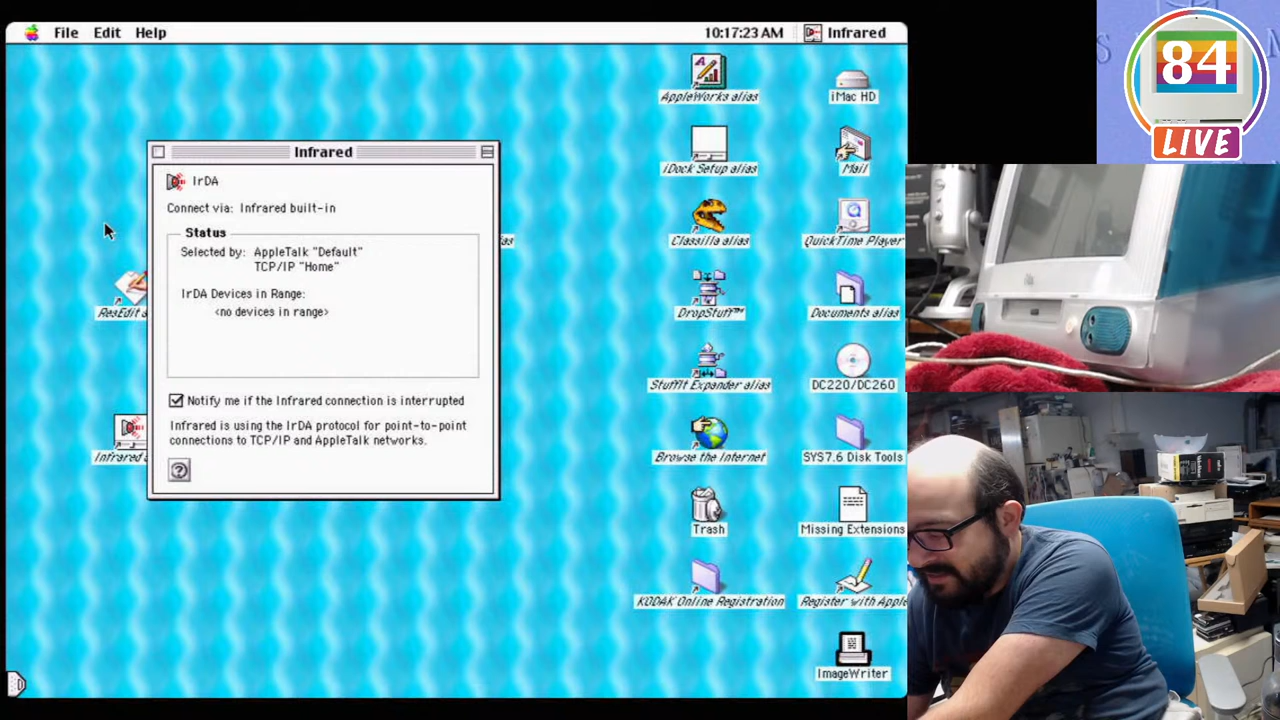 File Edit Help
10:17:23 AM
Infrared
Infrared
IrDA
Connect via: Infrared built-in
Status
Selected by: AppleTalk "Default"
TCP/IP "Home"
IrDA Devices in Range:
<no devices in range>
Notify me if the Infrared connection is interrupted
Infrared is using the IrDA protocol for point-to-point
connections to TCP/IP and AppleTalk networks.
?
ResEdit
Infrared
AppleWorks alias
iMac HD
iDock Setup alias
Mail
Classilla alias
QuickTime Player
DropStuff™
Documents alias
StuffIt Expander alias
DC220/DC260
Browse the Internet
SYS7.6 Disk Tools
Trash
Missing Extensions
KODAK Online Registration
Register with Apple
ImageWriter
84
LIVE
iMac